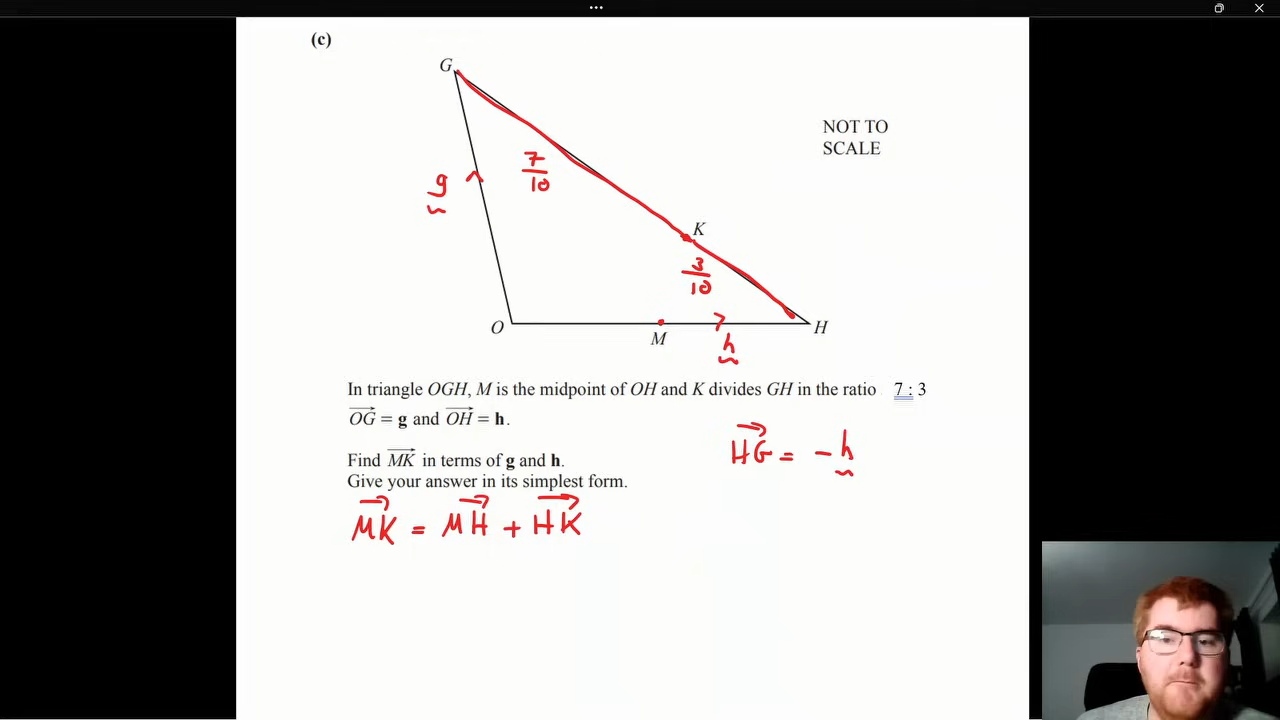 (c)
G
NOT TO
SCALE
7/10
g
K
3/10
O
M
H
h
In triangle OGH, M is the midpoint of OH and K divides GH in the ratio 7 : 3
OG = g and OH = h.
HG = -h
Find MK in terms of g and h.
Give your answer in its simplest form.
MK = MH + HK